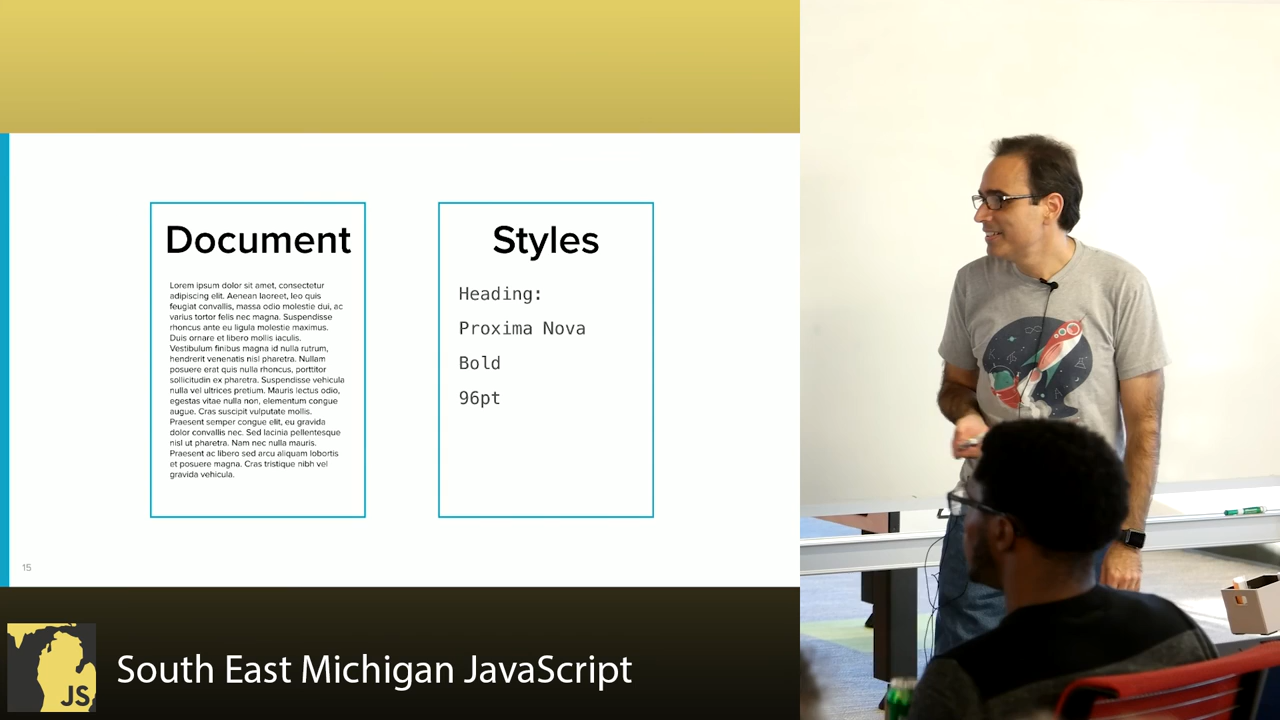 Document
Lorem ipsum dolor sit amet, consectetur
adipiscing elit. Aenean laoreet, leo quis
feugiat convallis, massa odio molestie dui, ac
varius tortor felis nec magna. Suspendisse
rhoncus ante eu ligula molestie maximus.
Duis ornare et libero mollis iaculis.
Vestibulum finibus magna id nulla rutrum,
hendrerit venenatis nisl pharetra. Nullam
posuere erat quis nulla rhoncus, porttitor
sollicitudin ex pharetra. Suspendisse vehicula
nulla vel ultrices pretium. Mauris lectus odio,
egestas vitae nulla non, elementum congue
augue. Cras suscipit vulputate mollis.
Praesent semper congue elit, eu gravida
dolor convallis nec. Sed lacinia pellentesque
nisl ut pharetra. Nam nec nulla mauris.
Praesent ac libero sed arcu aliquam lobortis
et posuere magna. Cras tristique nibh vel
gravida vehicula.
Styles
Heading:
Proxima Nova
Bold
96pt
15
JS
South East Michigan JavaScript